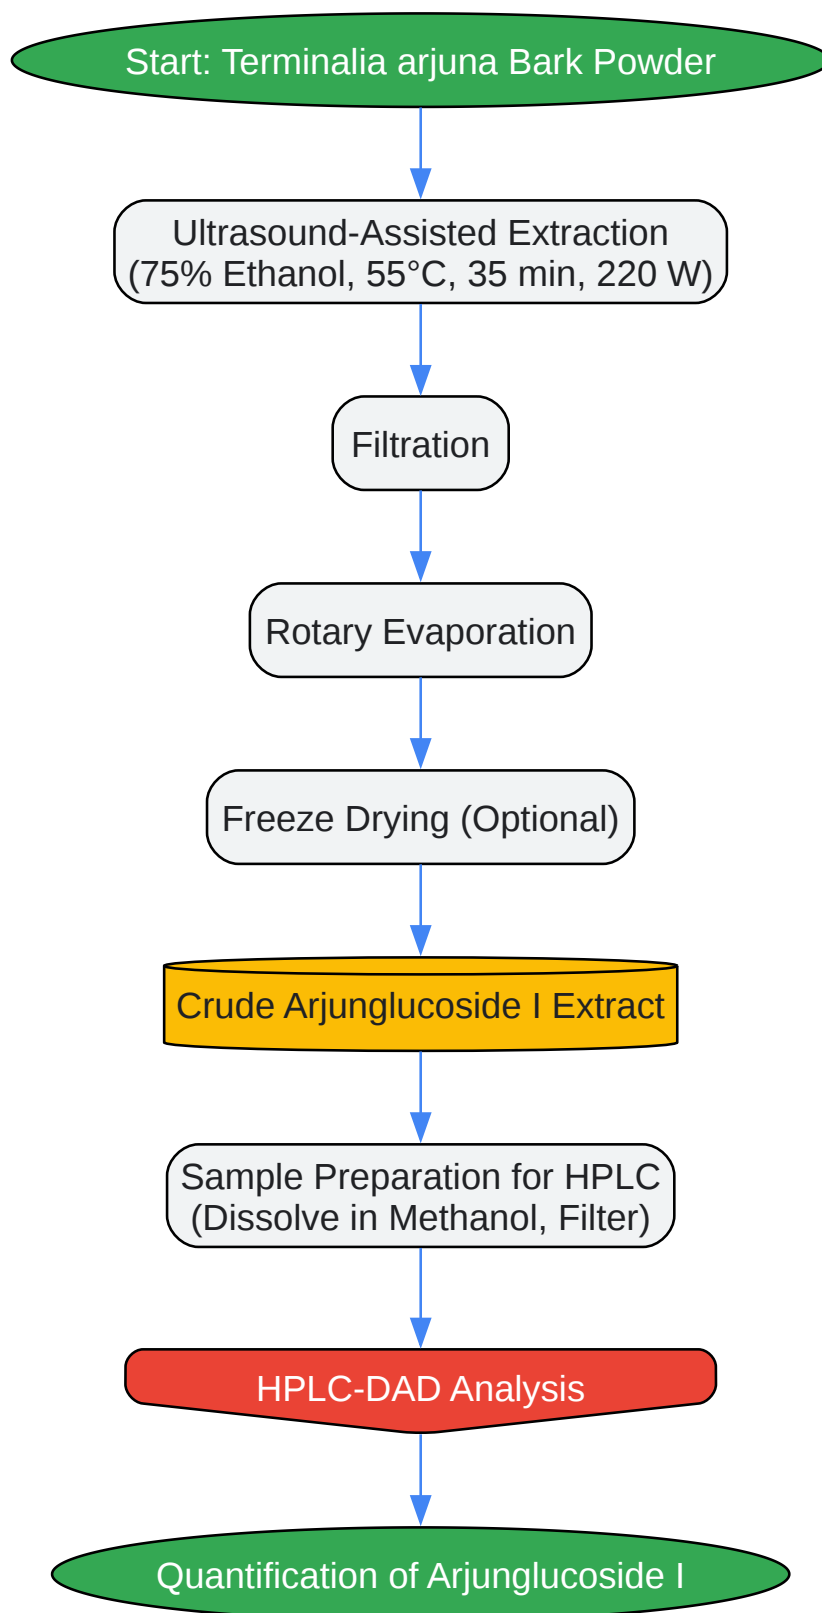 Start: Terminalia arjuna Bark Powder
Ultrasound-Assisted Extraction
(75% Ethanol, 55°C, 35 min, 220 W)
Filtration
Rotary Evaporation
Freeze Drying (Optional)
Crude Arjunglucoside I Extract
Sample Preparation for HPLC
(Dissolve in Methanol, Filter)
HPLC-DAD Analysis
Quantification of Arjunglucoside I